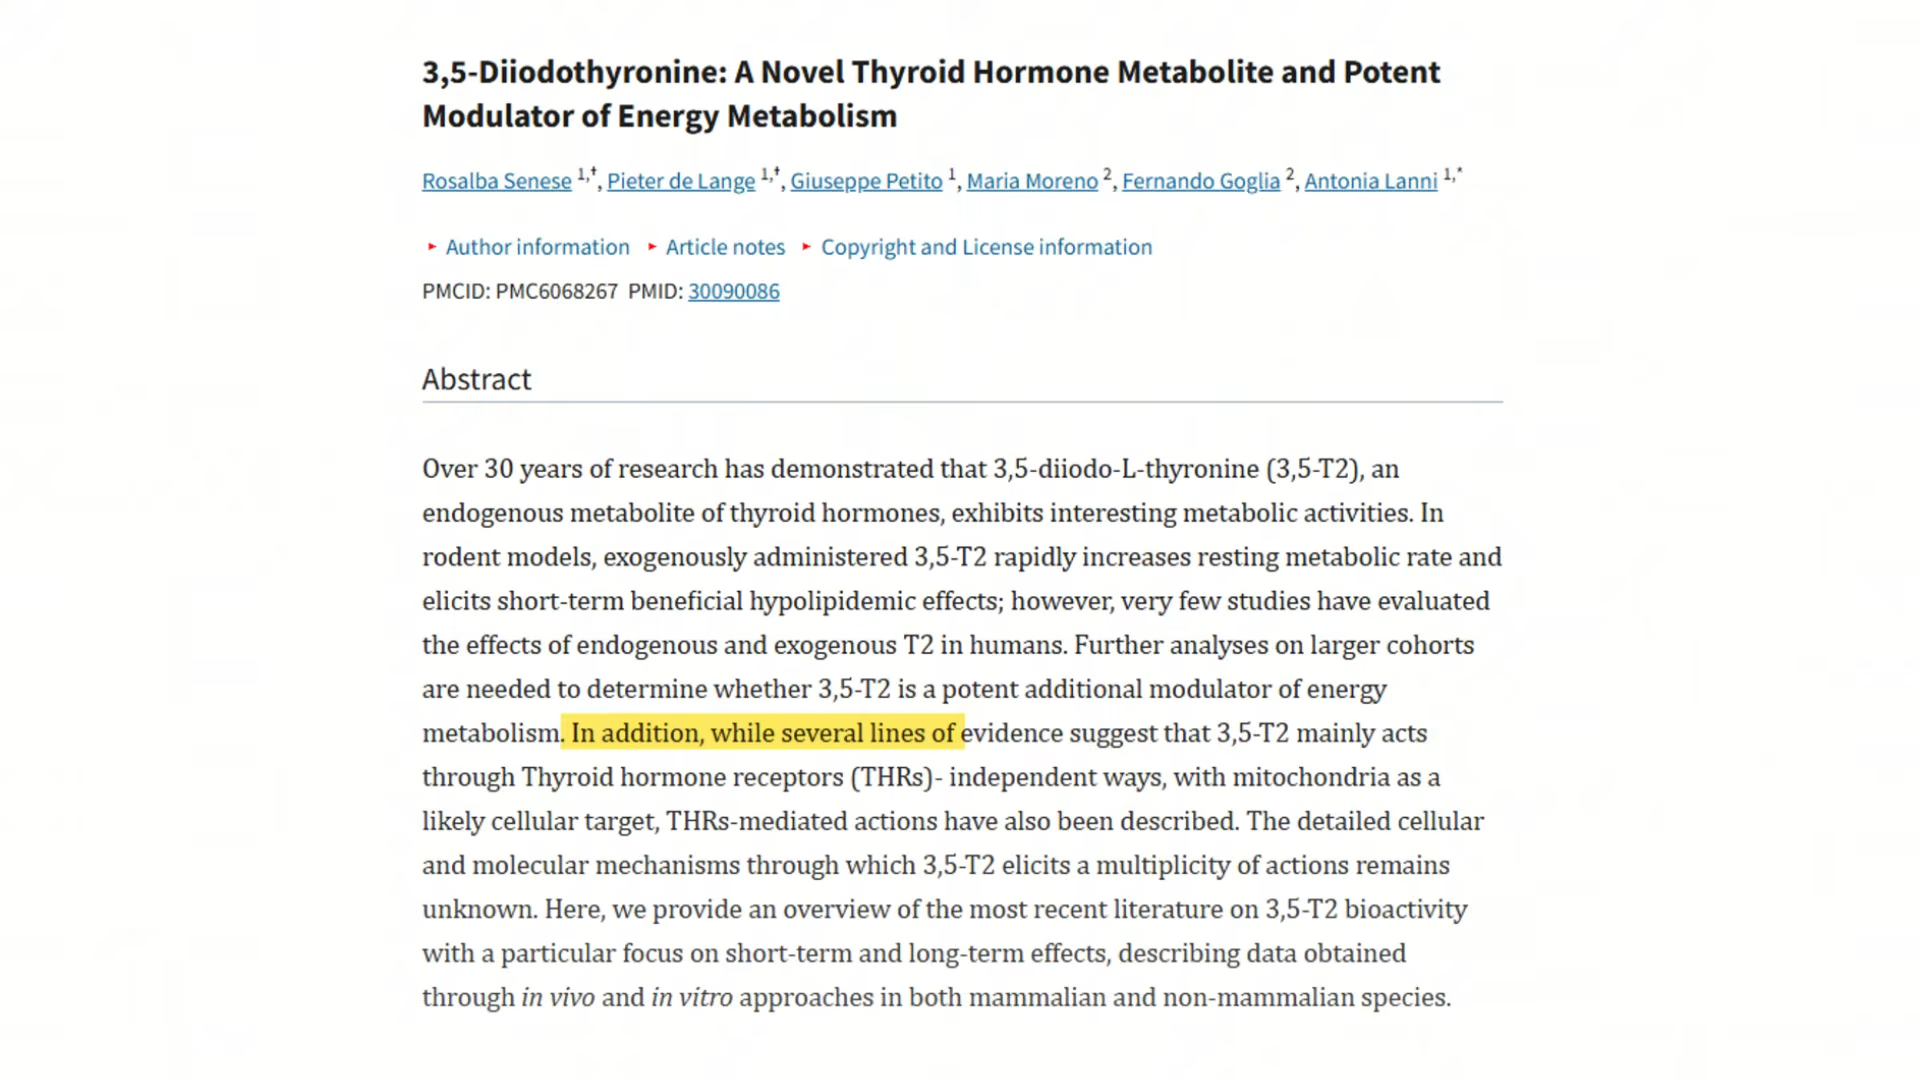 3,5-Diiodothyronine: A Novel Thyroid Hormone Metabolite and Potent
Modulator of Energy Metabolism
Rosalba Senese 1,†, Pieter de Lange 1,†, Giuseppe Petito 1, Maria Moreno 2, Fernando Goglia 2, Antonia Lanni 1,*
▸ Author information ▸ Article notes ▸ Copyright and License information
PMCID: PMC6068267 PMID: 30090086
Abstract
Over 30 years of research has demonstrated that 3,5-diiodo-L-thyronine (3,5-T2), an
endogenous metabolite of thyroid hormones, exhibits interesting metabolic activities. In
rodent models, exogenously administered 3,5-T2 rapidly increases resting metabolic rate and
elicits short-term beneficial hypolipidemic effects; however, very few studies have evaluated
the effects of endogenous and exogenous T2 in humans. Further analyses on larger cohorts
are needed to determine whether 3,5-T2 is a potent additional modulator of energy
metabolism. In addition, while several lines of evidence suggest that 3,5-T2 mainly acts
through Thyroid hormone receptors (THRs)- independent ways, with mitochondria as a
likely cellular target, THRs-mediated actions have also been described. The detailed cellular
and molecular mechanisms through which 3,5-T2 elicits a multiplicity of actions remains
unknown. Here, we provide an overview of the most recent literature on 3,5-T2 bioactivity
with a particular focus on short-term and long-term effects, describing data obtained
through in vivo and in vitro approaches in both mammalian and non-mammalian species.